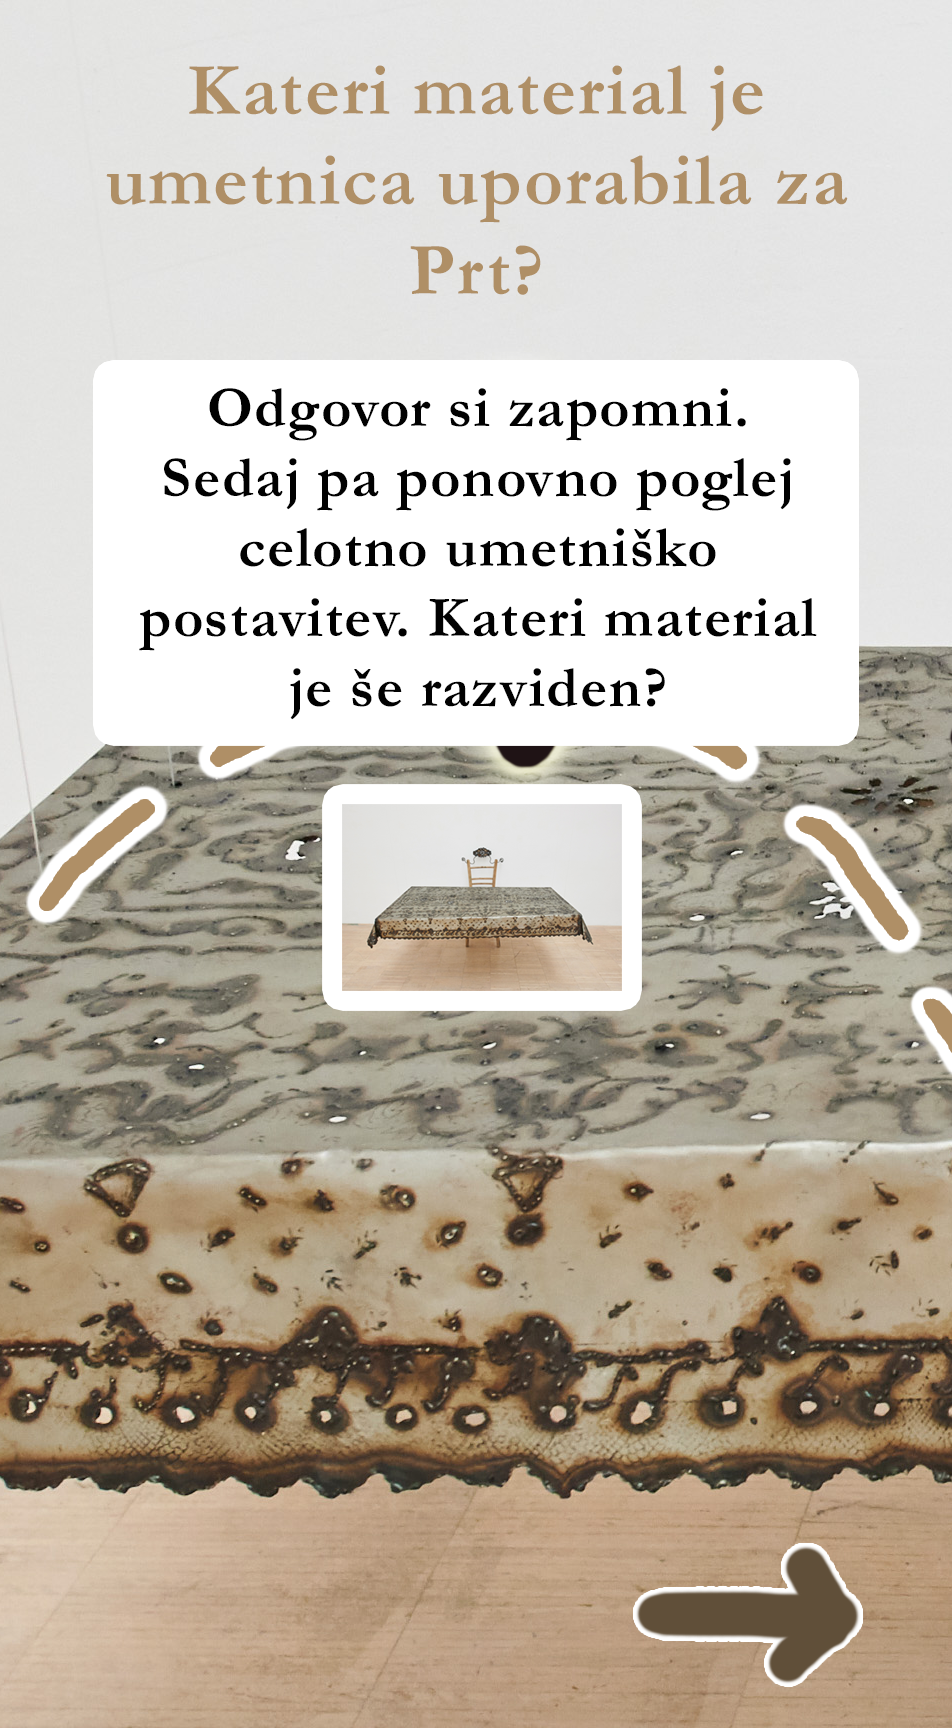 Kateri material je
umetnica uporabila za
Prt?
Odgovor si zapomni.
Sedaj pa ponovno poglej
celotno umetniško
postavitev. Kateri material
je še razviden?